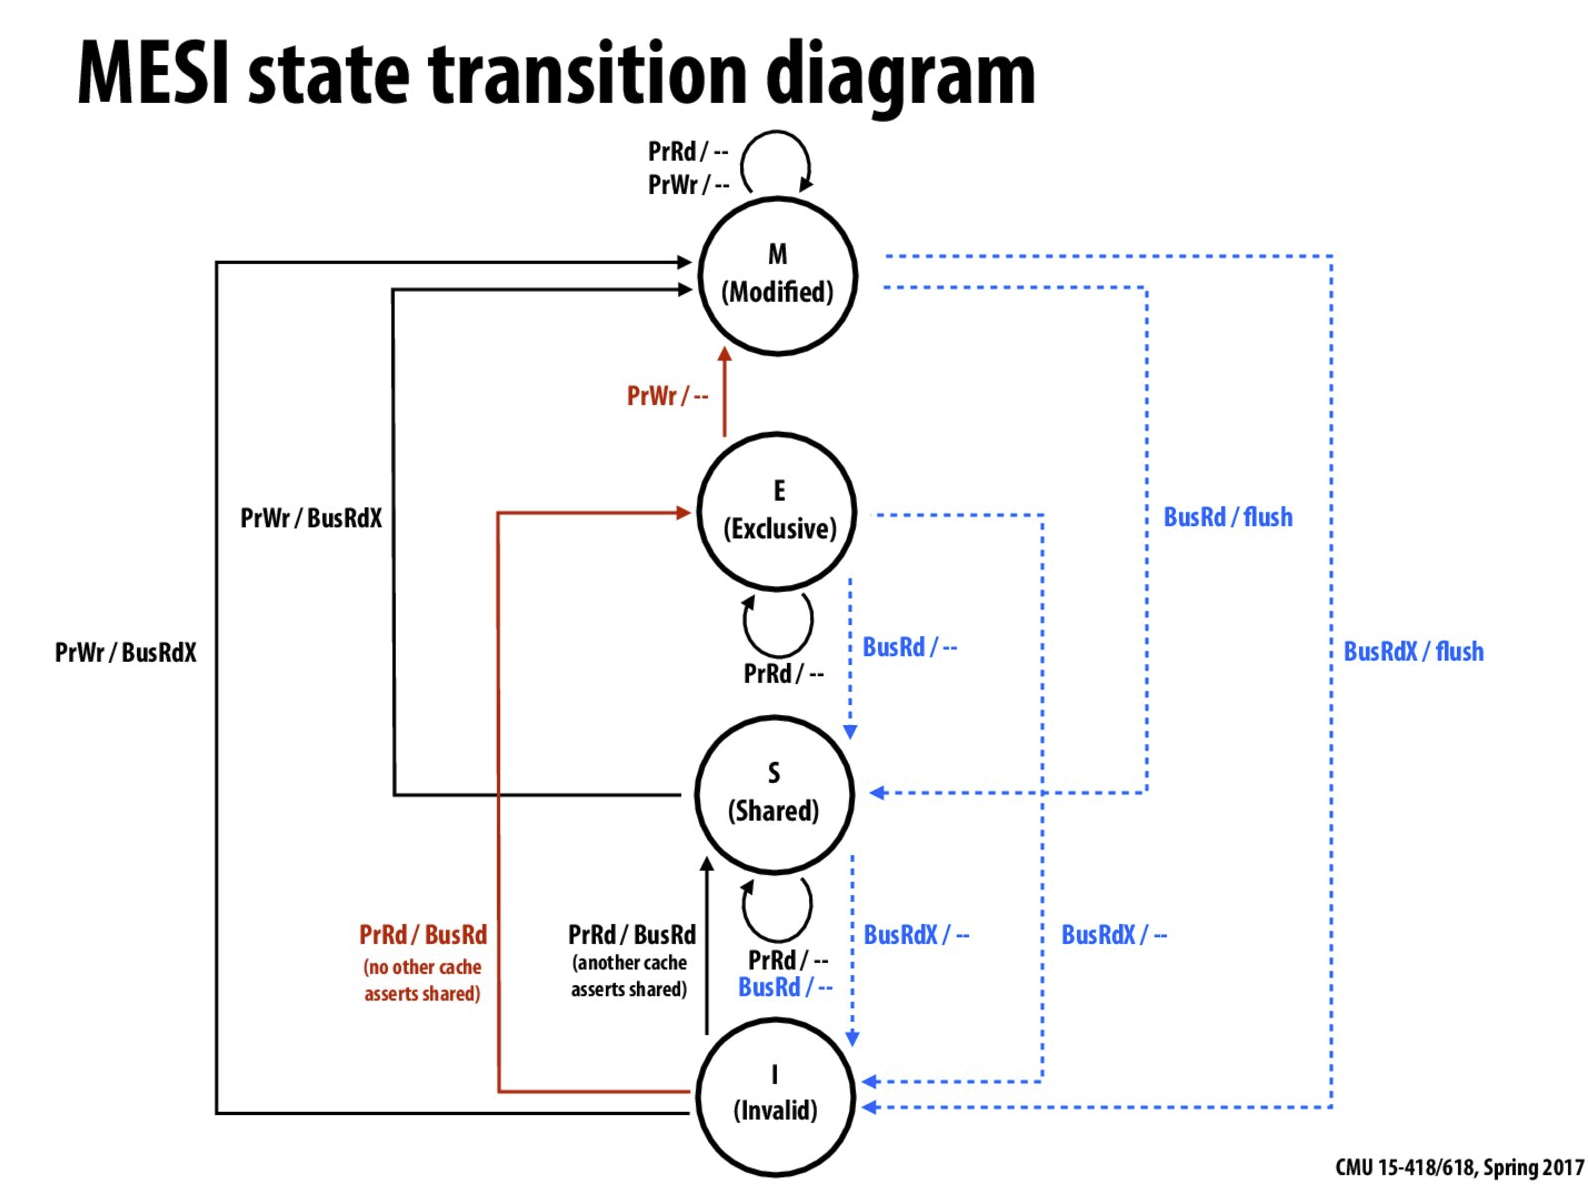 MESI state transition diagram
PrRd / --
PrWr / --
M
(Modified)
PrWr / --
E
(Exclusive)
PrWr / BusRdX
BusRd / flush
PrWr / BusRdX
BusRd / --
BusRdX / flush
PrRd / --
S
(Shared)
PrRd / BusRd
(no other cache
asserts shared)
PrRd / BusRd
(another cache
asserts shared)
PrRd / --
BusRd / --
BusRdX / --
BusRdX / --
I
(Invalid)
CMU 15-418/618, Spring 2017